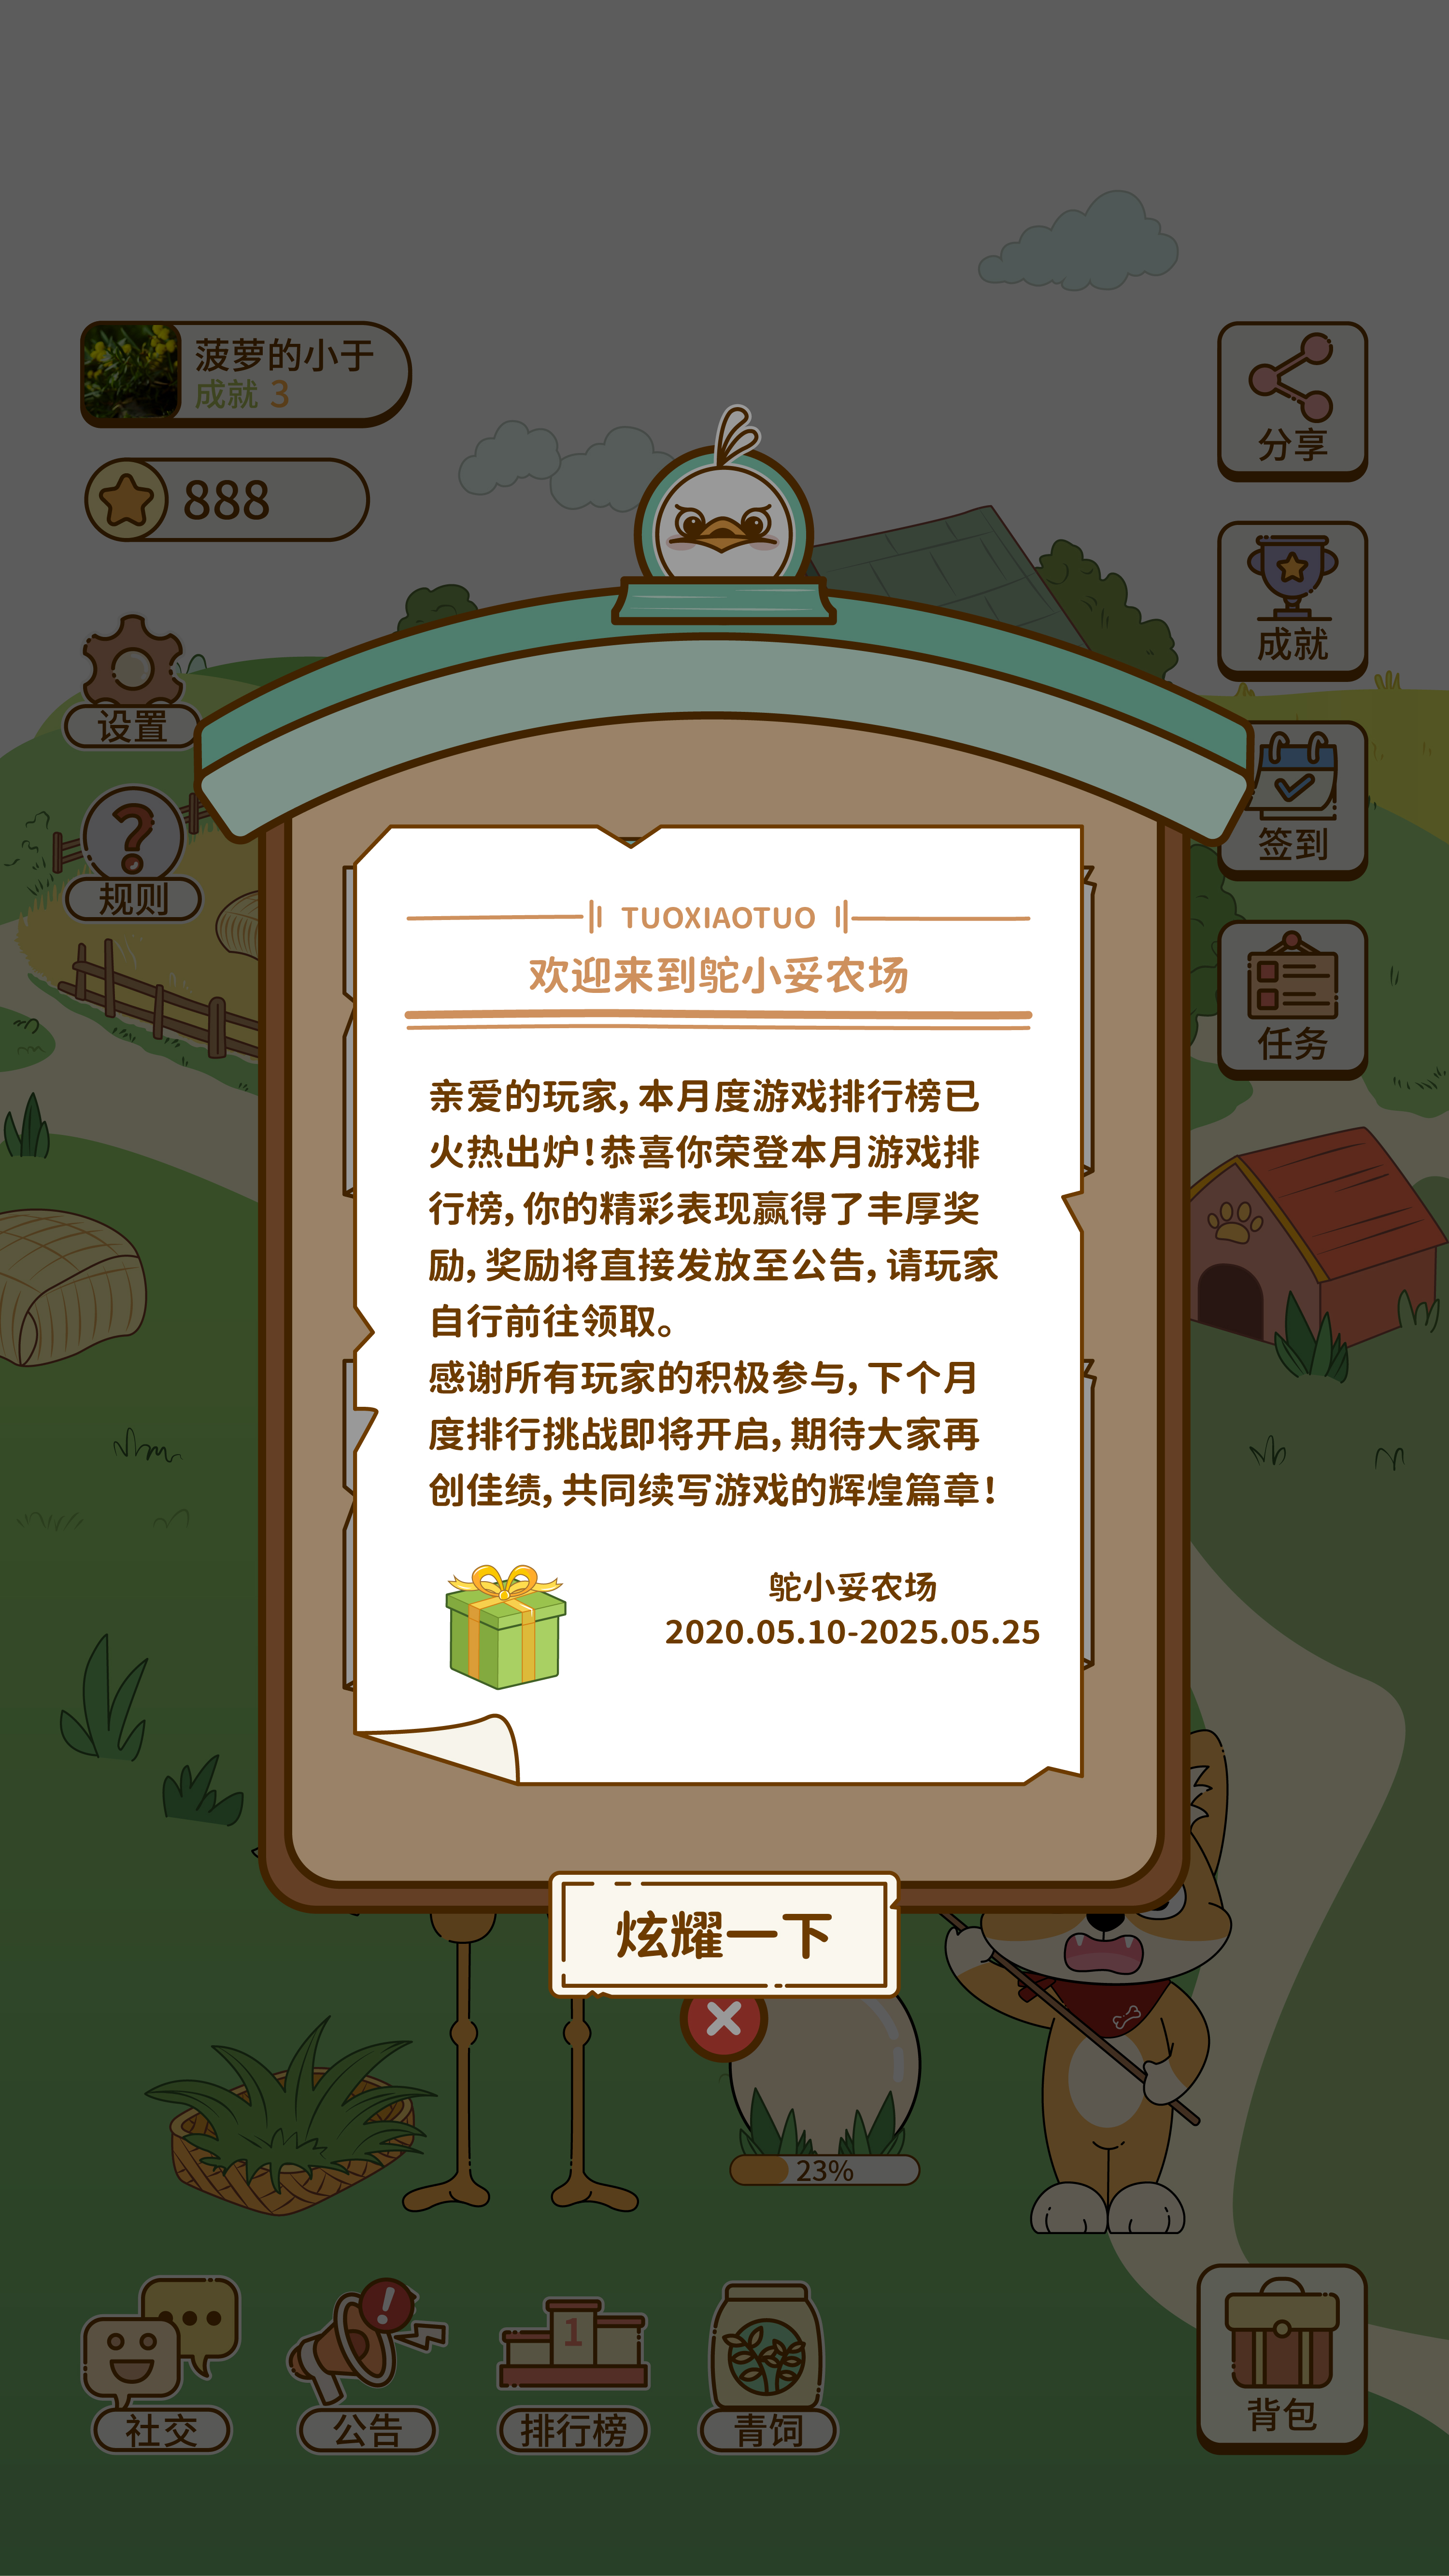 菠萝的小于
成就 3
888
分享
成就
设置
签到
规则
任务
TUOXIAOTUO
欢迎来到鸵小妥农场
亲爱的玩家，本月度游戏排行榜已
火热出炉！恭喜你荣登本月游戏排
行榜，你的精彩表现赢得了丰厚奖
励，奖励将直接发放至公告，请玩家
自行前往领取。
感谢所有玩家的积极参与，下个月
度排行挑战即将开启，期待大家再
创佳绩，共同续写游戏的辉煌篇章！
鸵小妥农场
2020.05.10-2025.05.25
炫耀一下
23%
1
社交
公告
排行榜
青饲
背包